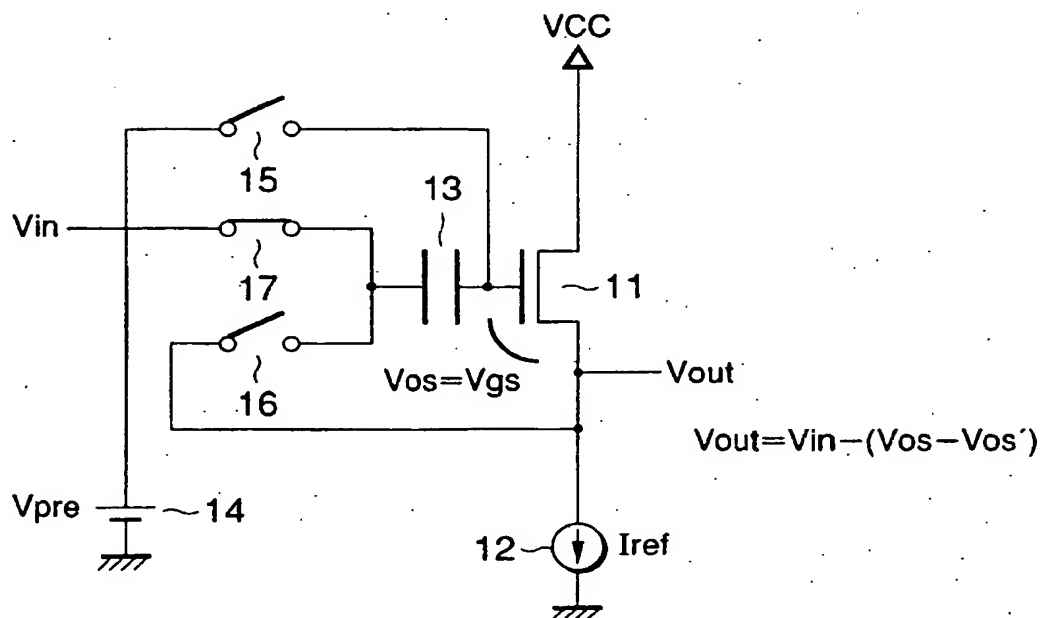 VCC
15
13
Vin
17
11
16
Vos=Vgs
Vout
Vout=Vin−(Vos−Vos´)
Vpre
14
12
Iref